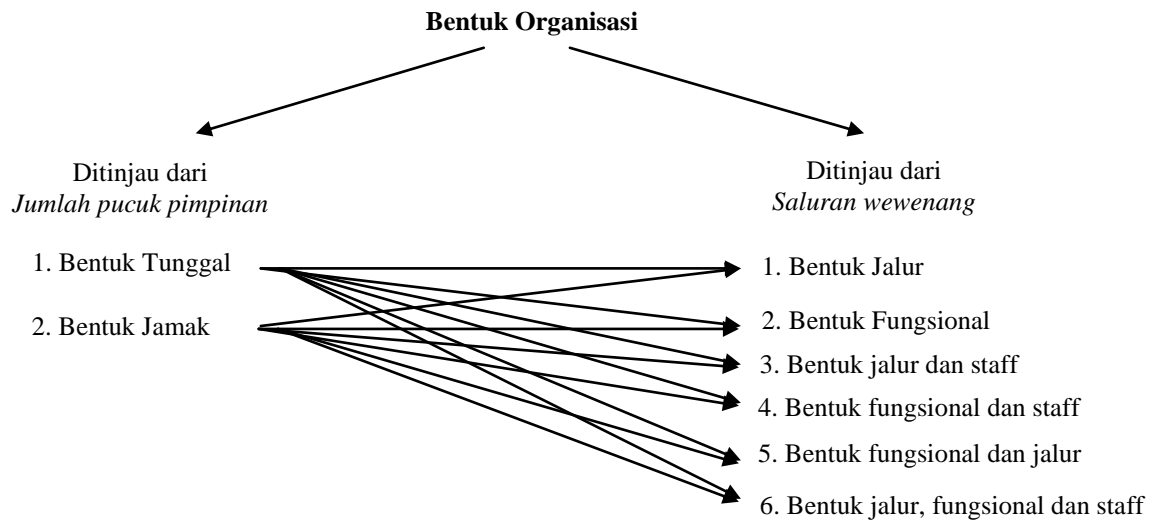 Bentuk Organisasi
Ditinjau dari
Jumlah pucuk pimpinan
1. Bentuk Tunggal
2. Bentuk Jamak
Ditinjau dari
Saluran wewenang
1. Bentuk Jalur
2. Bentuk Fungsional
3. Bentuk jalur dan staff
4. Bentuk fungsional dan staff
5. Bentuk fungsional dan jalur
6. Bentuk jalur, fungsional dan staff